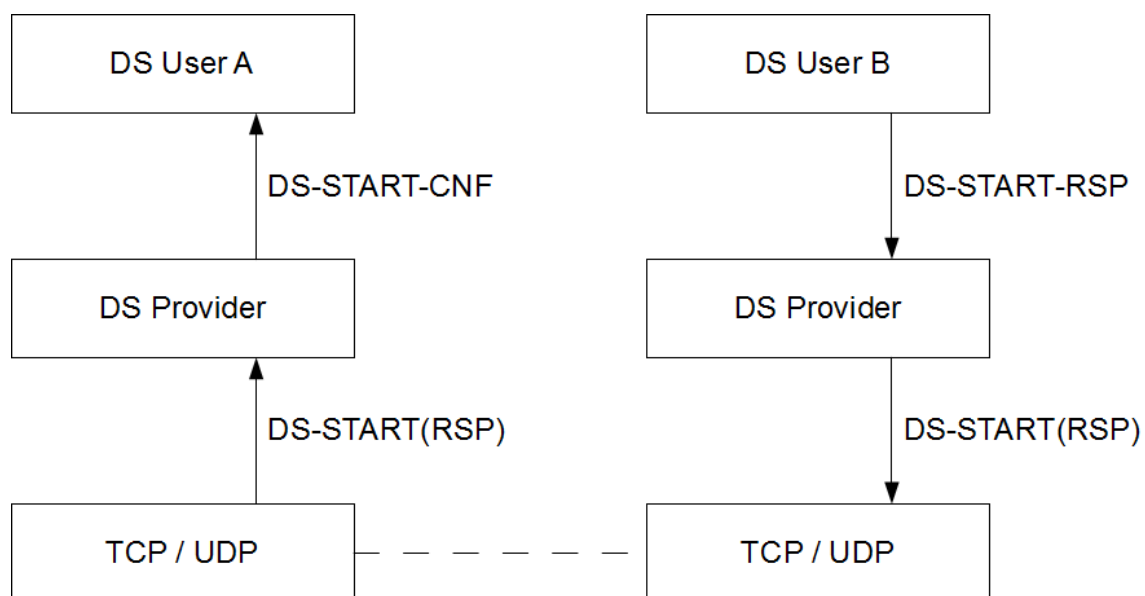 DS User A
DS User B
DS-START-CNF
DS-START-RSP
DS Provider
DS Provider
DS-START(RSP)
DS-START(RSP)
TCP / UDP
TCP / UDP